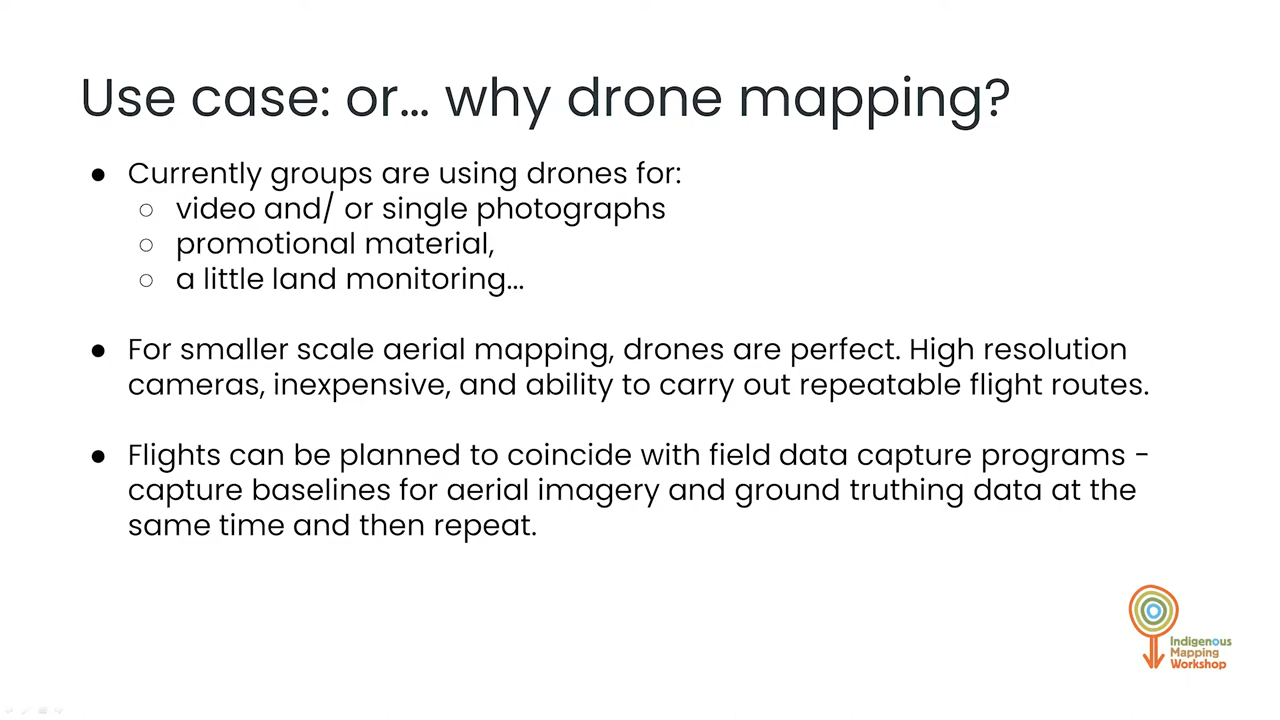 Use case: or... why drone mapping?
● Currently groups are using drones for:
○ video and/ or single photographs
○ promotional material,
○ a little land monitoring...
● For smaller scale aerial mapping, drones are perfect. High resolution
cameras, inexpensive, and ability to carry out repeatable flight routes.
● Flights can be planned to coincide with field data capture programs -
capture baselines for aerial imagery and ground truthing data at the
same time and then repeat.
Indigenous
Mapping
Workshop